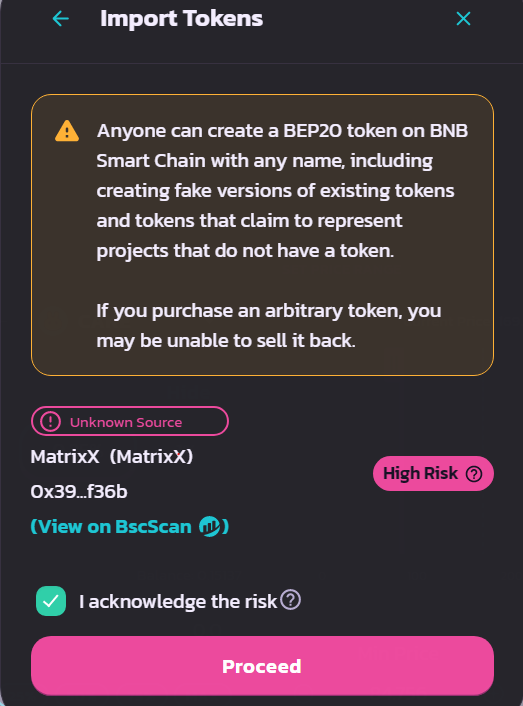 Import Tokens
Anyone can create a BEP20 token on BNB
Smart Chain with any name, including
creating fake versions of existing tokens
and tokens that claim to represent
projects that do not have a token.
If you purchase an arbitrary token, you
may be unable to sell it back.
Unknown Source
MatrixX (MatrixX)
High Risk
0x39...f36b
(View on BscScan )
I acknowledge the risk
Proceed